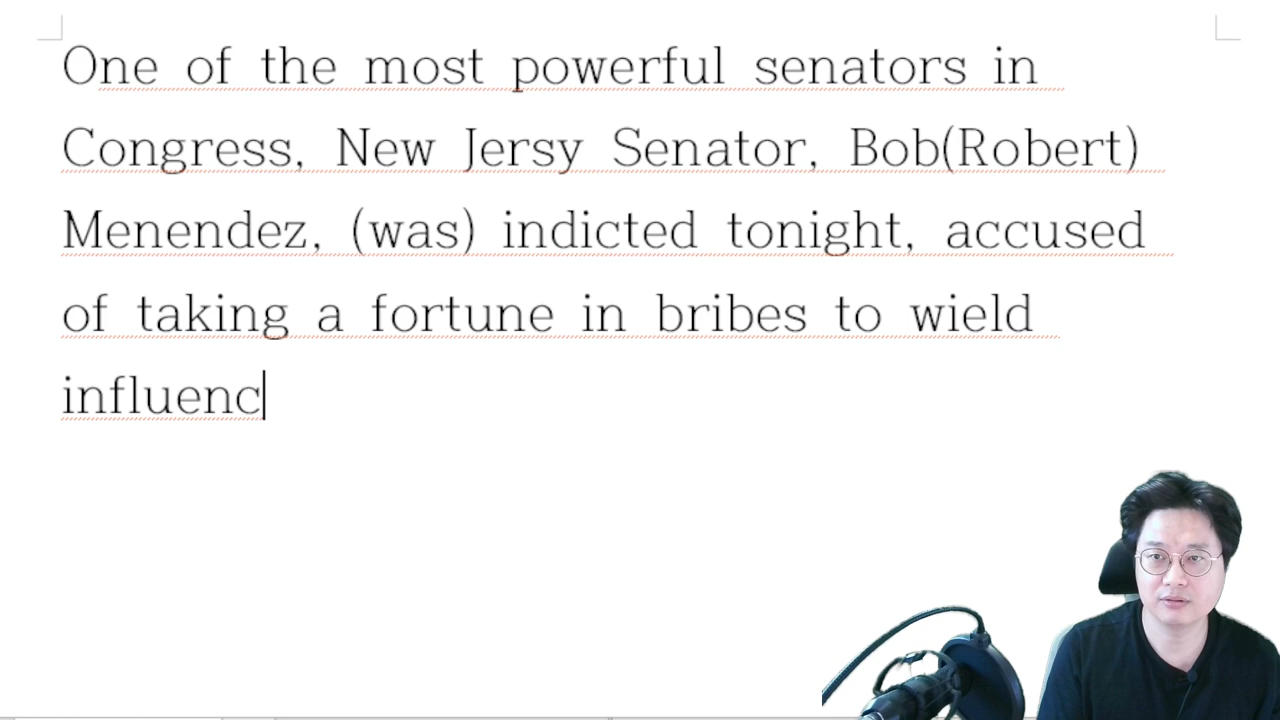 One of the most powerful senators in
Congress, New Jersy Senator, Bob(Robert)
Menendez, (was) indicted tonight, accused
of taking a fortune in bribes to wield
influenc